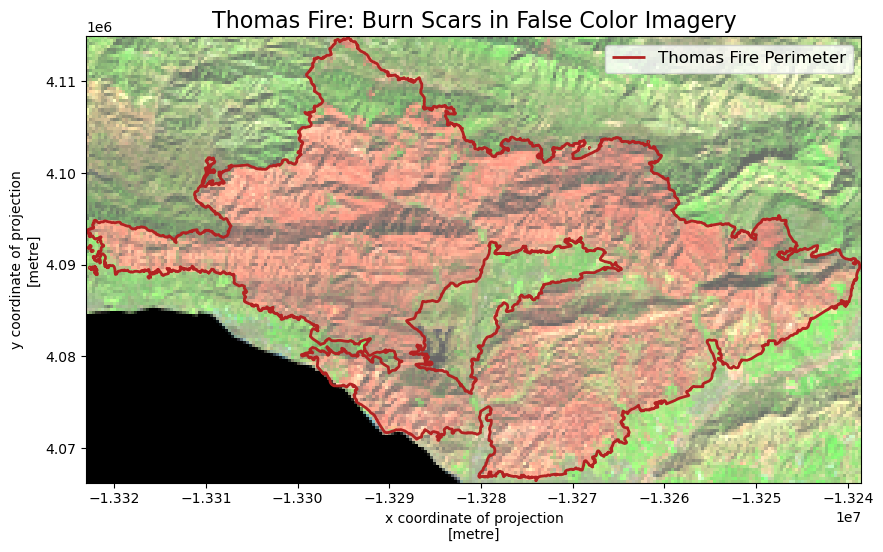 Thomas Fire: Burn Scars in False Color Imagery
1e6
Thomas Fire Perimeter
4.11
4.10
4.09
4.08
4.07
y coordinate of projection
[metre]
−1.332 −1.331 −1.330 −1.329 −1.328 −1.327 −1.326 −1.325 −1.324
x coordinate of projection
[metre]
1e7